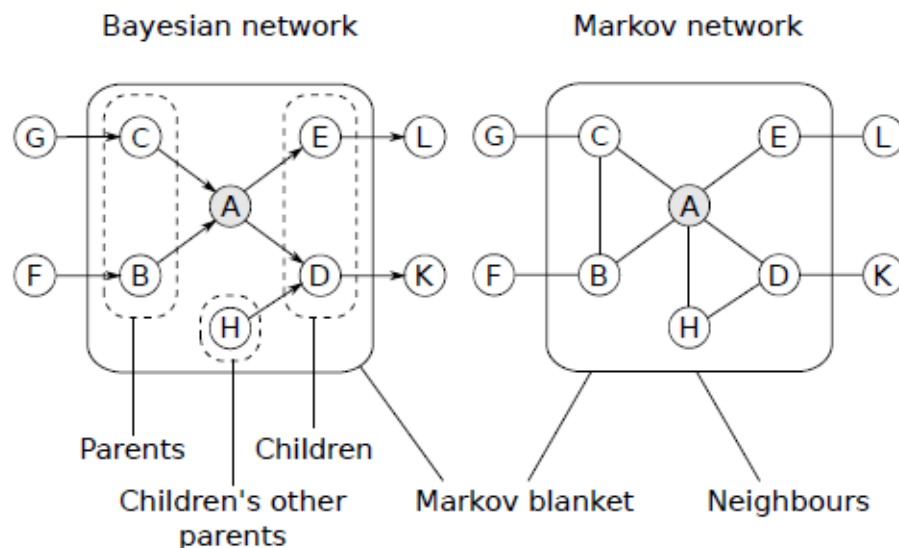 Bayesian network
Markov network
G C E L
A
F B D K
H
G C E L
A
F B D K
H
Parents
Children
Children's other
parents
Markov blanket
Neighbours